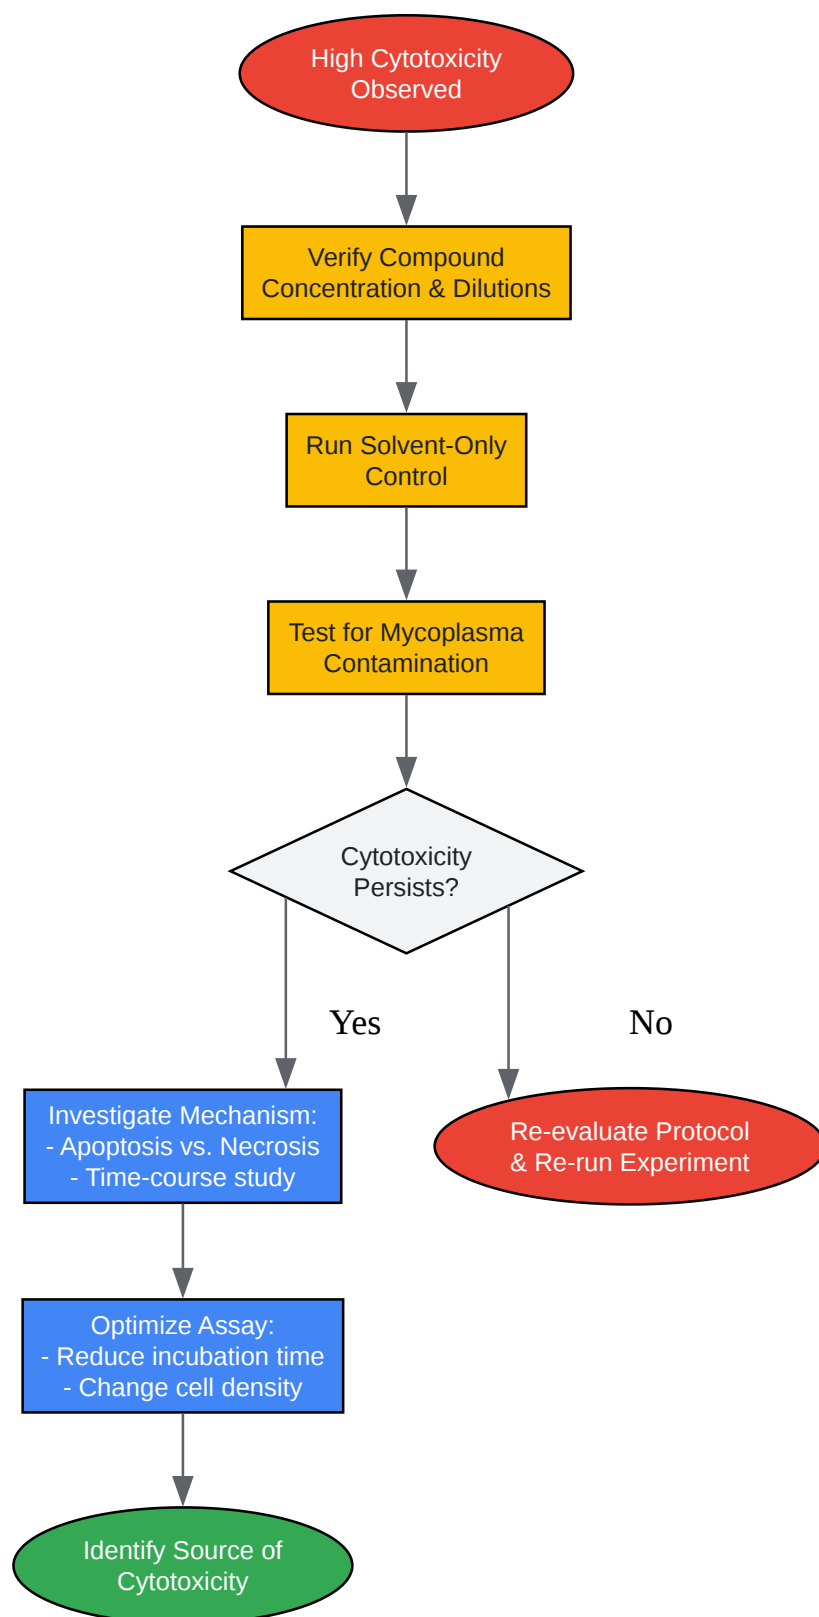 High Cytotoxicity
Observed
Verify Compound
Concentration & Dilutions
Run Solvent-Only
Control
Test for Mycoplasma
Contamination
Cytotoxicity
Persists?
Yes
No
Investigate Mechanism:
- Apoptosis vs. Necrosis
- Time-course study
Re-evaluate Protocol
& Re-run Experiment
Optimize Assay:
- Reduce incubation time
- Change cell density
Identify Source of
Cytotoxicity